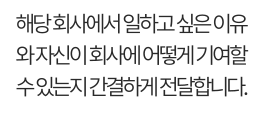 해당 회사에서 일하고 싶은 이유
와 자신이 회사에 어떻게 기여할
수 있는지 간결하게 전달합니다.